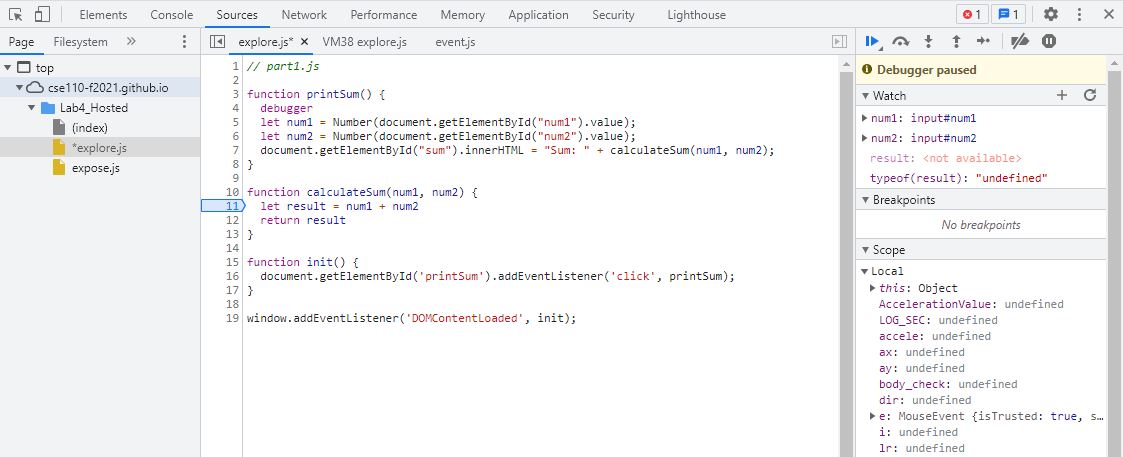 Elements Console Sources Network Performance Memory Application Security Lighthouse 1 1
Page Filesystem » explore.js* × VM38 explore.js event.js
top
cse110-f2021.github.io
Lab4_Hosted
(index)
*explore.js
expose.js
1 // part1.js
2
3 function printSum() {
4 debugger
5 let num1 = Number(document.getElementById("num1").value);
6 let num2 = Number(document.getElementById("num2").value);
7 document.getElementById("sum").innerHTML = "Sum: " + calculateSum(num1, num2);
8 }
9
10 function calculateSum(num1, num2) {
11 let result = num1 + num2
12 return result
13 }
14
15 function init() {
16 document.getElementById('printSum').addEventListener('click', printSum);
17 }
18
19 window.addEventListener('DOMContentLoaded', init);
Debugger paused
Watch
num1: input#num1
num2: input#num2
result: <not available>
typeof(result): "undefined"
Breakpoints
No breakpoints
Scope
Local
this: Object
AccelerationValue: undefined
LOG_SEC: undefined
accele: undefined
ax: undefined
ay: undefined
body_check: undefined
dir: undefined
e: MouseEvent {isTrusted: true, s…
i: undefined
lr: undefined